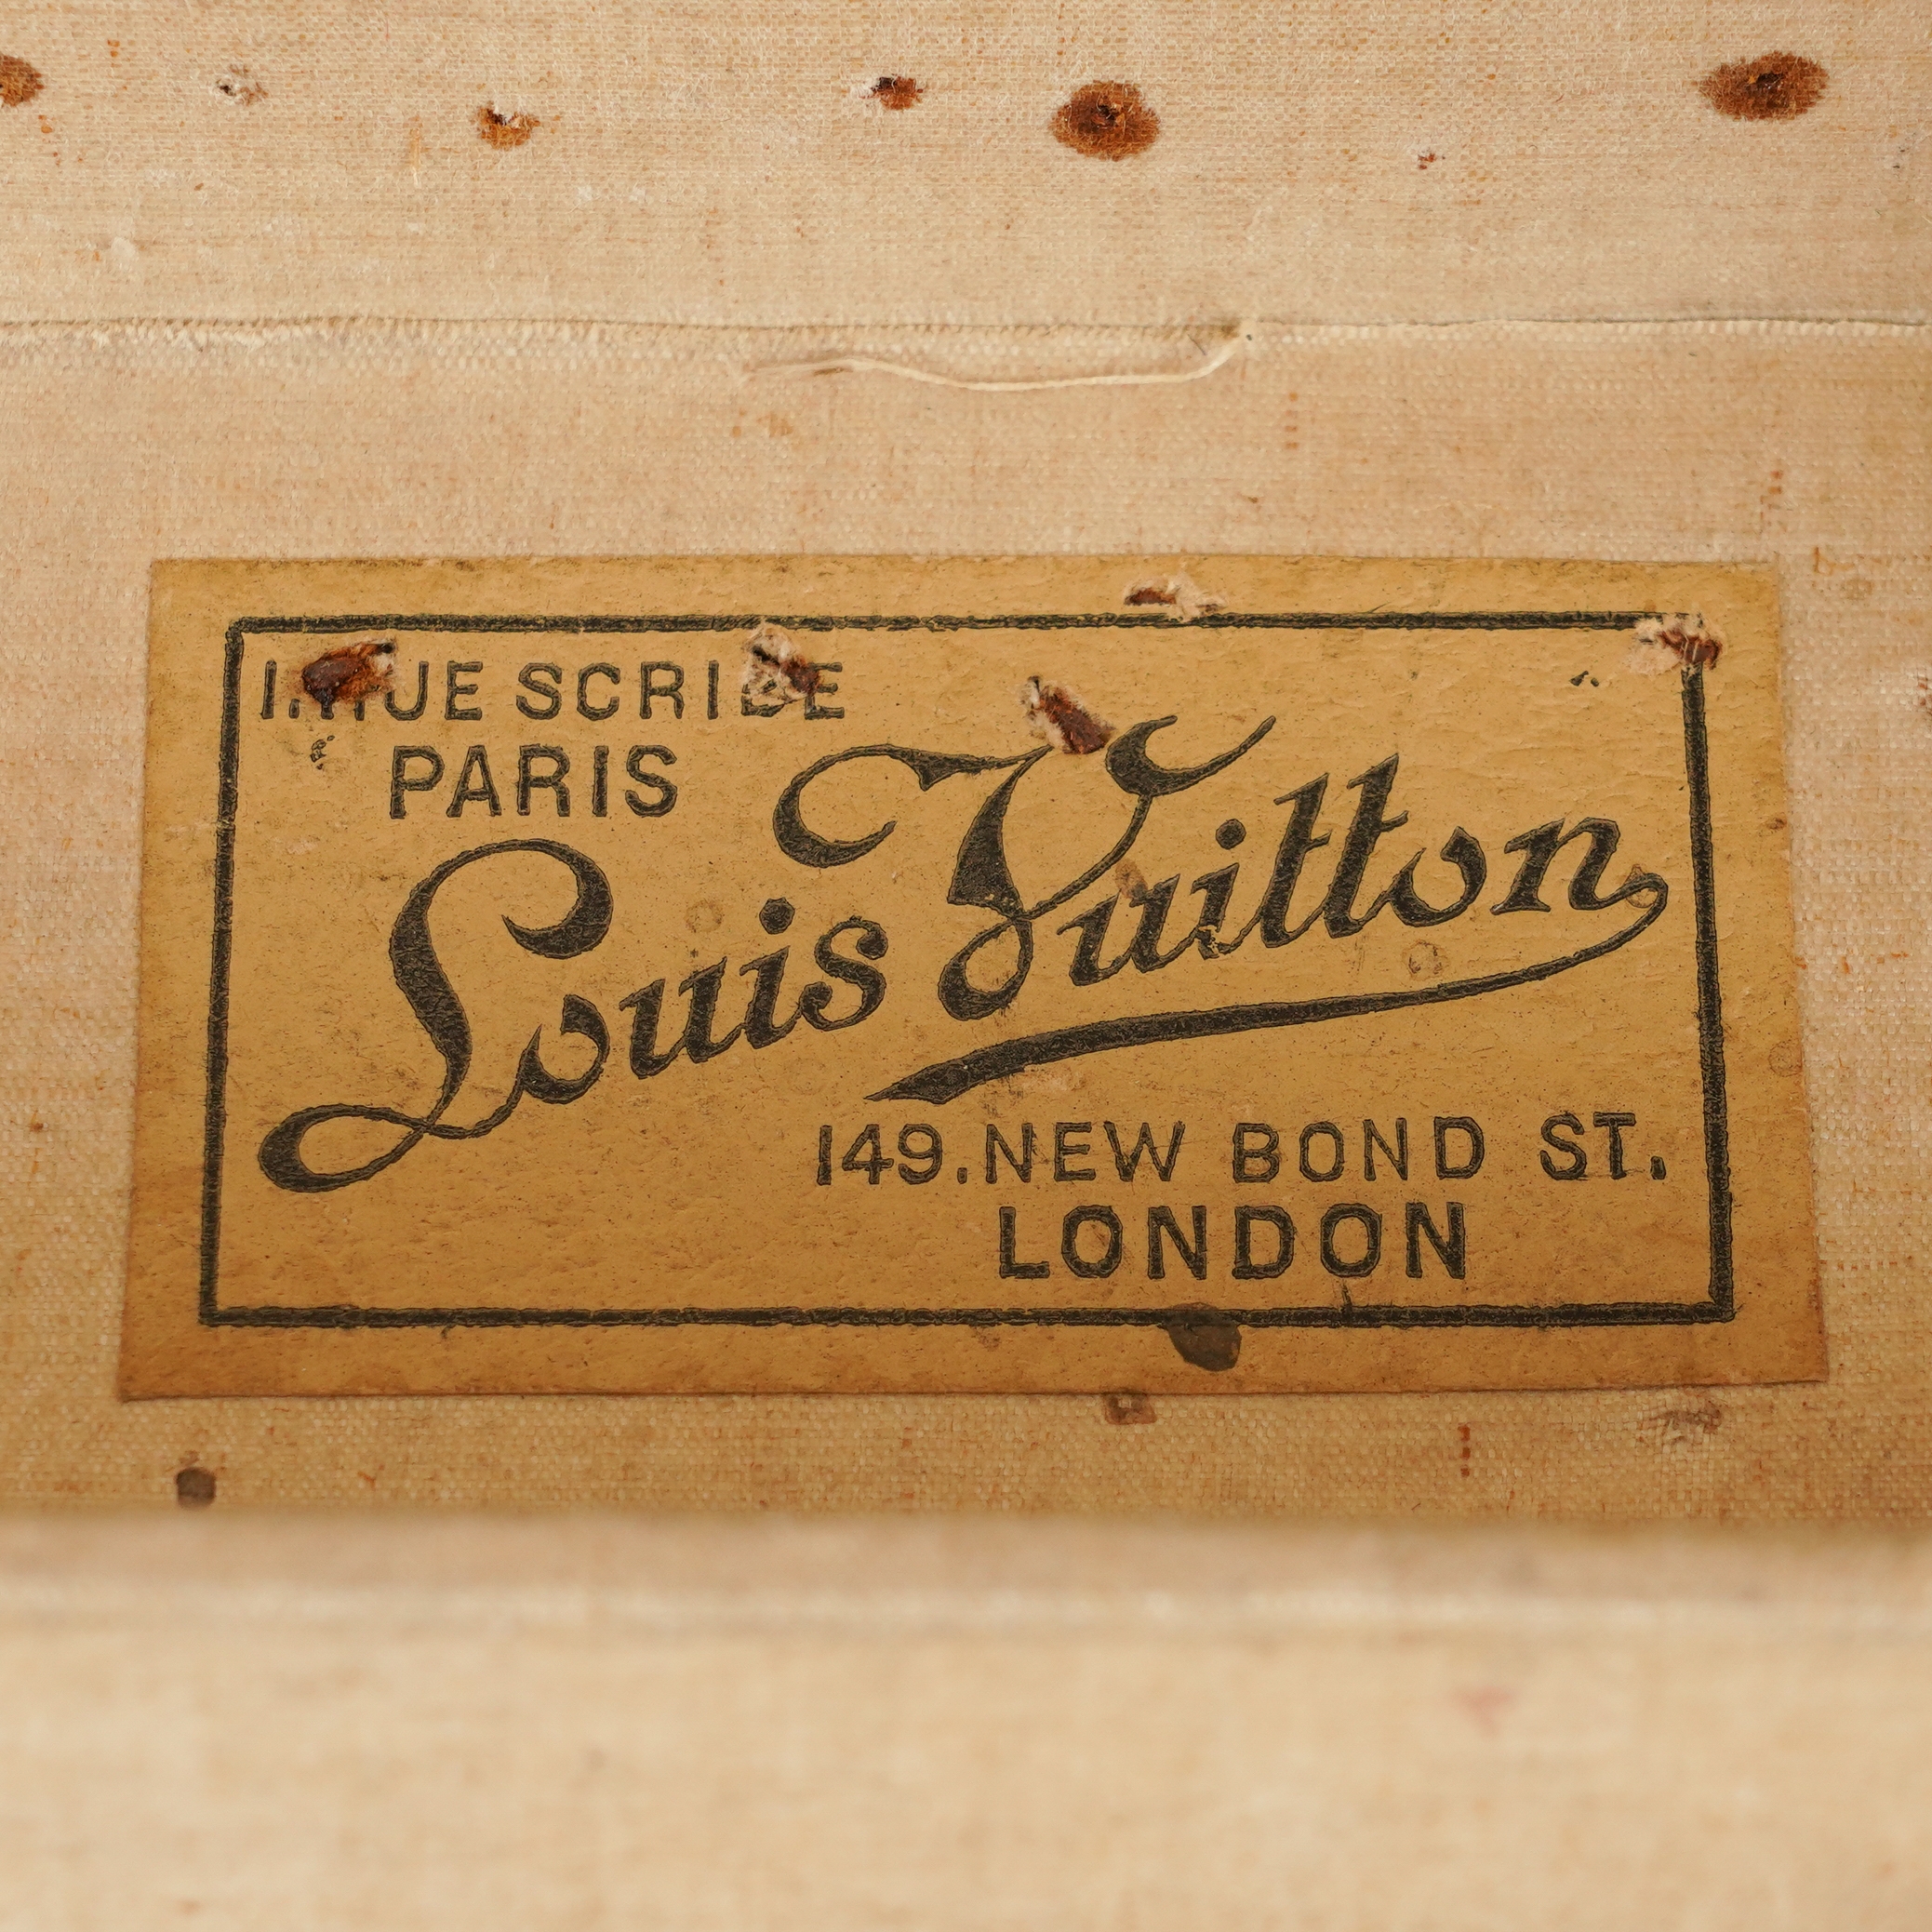 1. RUE SCRIBE
PARIS
Louis Vuitton
149. NEW BOND ST.
LONDON